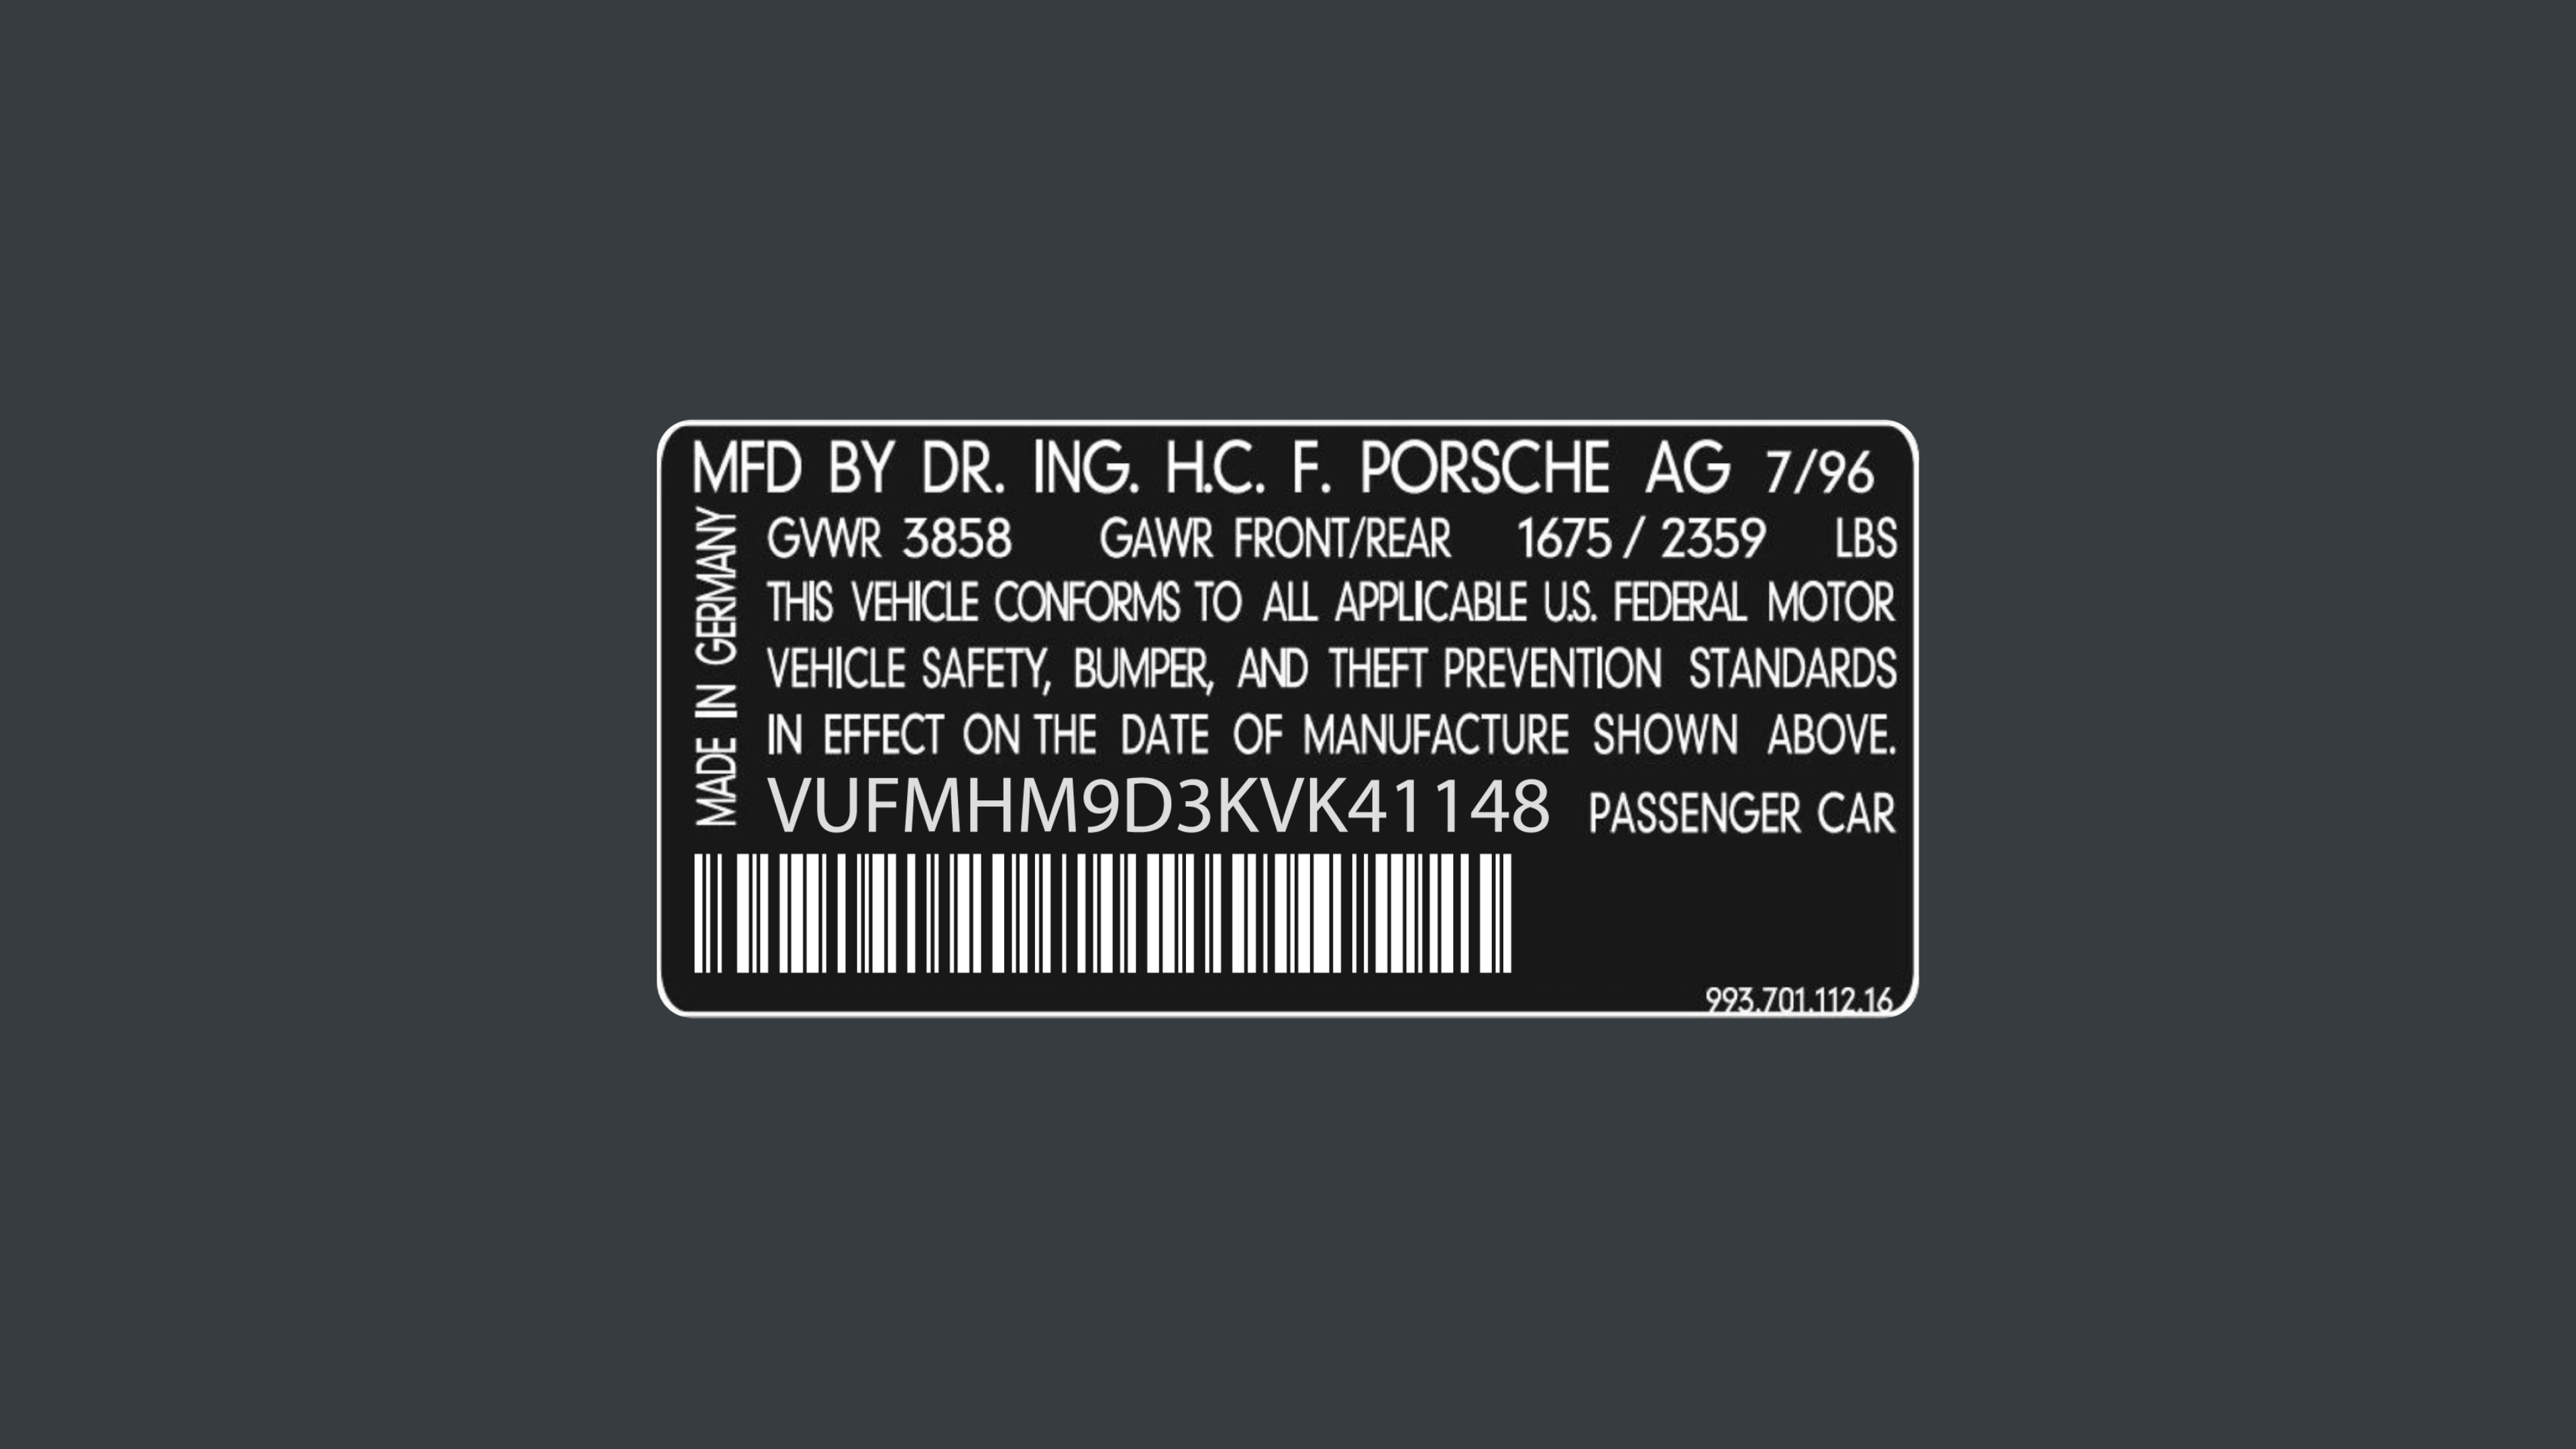 MFD BY DR. ING. H.C. F. PORSCHE AG 7/96
MADE IN GERMANY
GVWR 3858 GAWR FRONT/REAR 1675 / 2359 LBS
THIS VEHICLE CONFORMS TO ALL APPLICABLE U.S. FEDERAL MOTOR
VEHICLE SAFETY, BUMPER, AND THEFT PREVENTION STANDARDS
IN EFFECT ON THE DATE OF MANUFACTURE SHOWN ABOVE.
VUFMHM9D3KVK41148 PASSENGER CAR
993.701.112.16